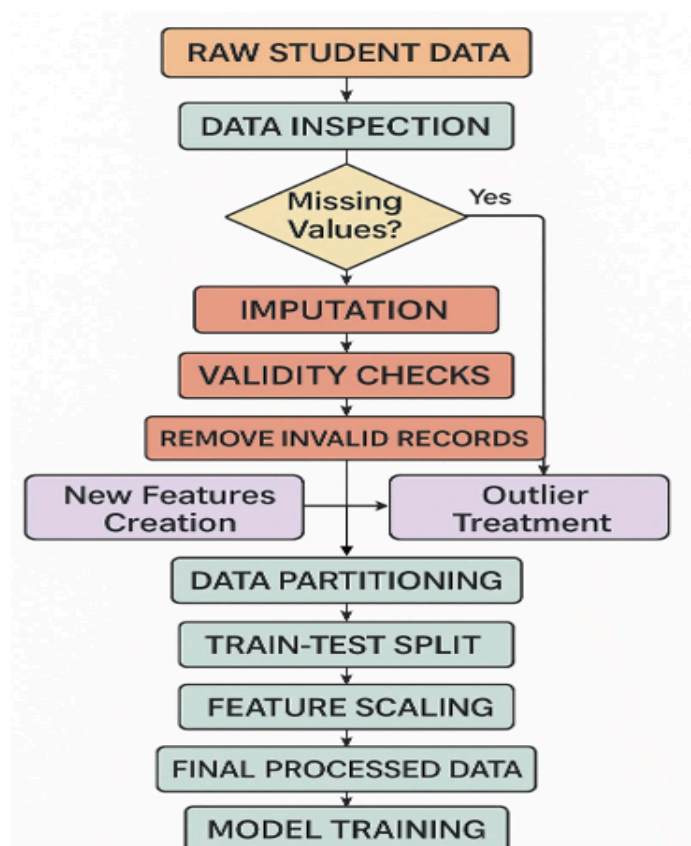 RAW STUDENT DATA
DATA INSPECTION
Missing
Values?
Yes
IMPUTATION
VALIDITY CHECKS
REMOVE INVALID RECORDS
New Features
Creation
Outlier
Treatment
DATA PARTITIONING
TRAIN-TEST SPLIT
FEATURE SCALING
FINAL PROCESSED DATA
MODEL TRAINING